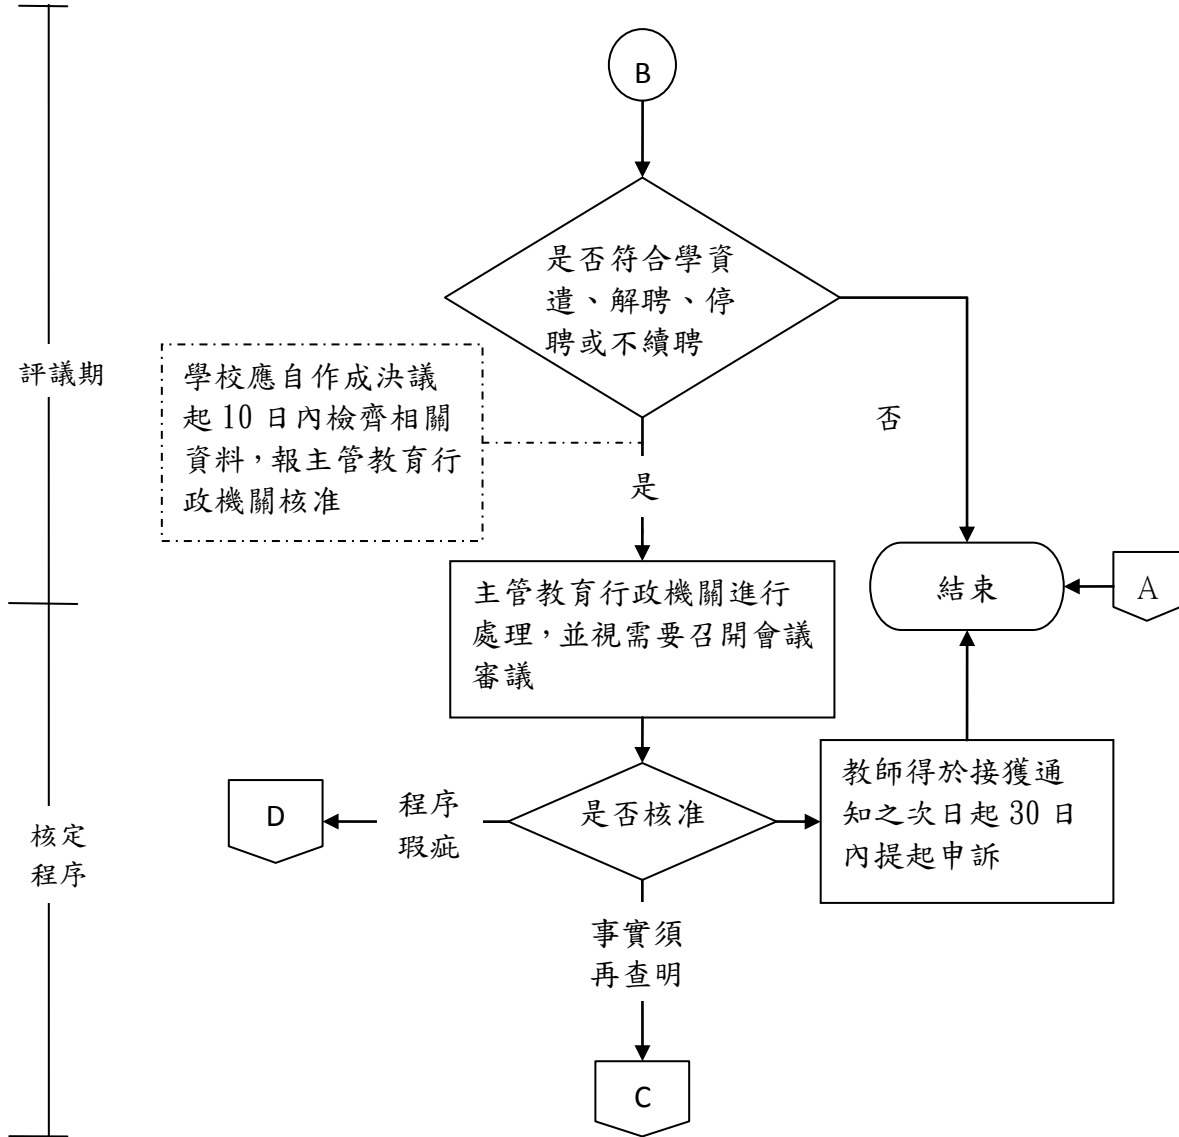 B
是否符合學資
遣、解聘、停
聘或不續聘
評議期
學校應自作成決議
起 10 日內檢齊相關
資料，報主管教育行
政機關核准
否
是
主管教育行政機關進行
處理，並視需要召開會議
審議
結束
A
核定
程序
D
程序
瑕疵
是否核准
教師得於接獲通
知之次日起 30 日
內提起申訴
事實須
再查明
C